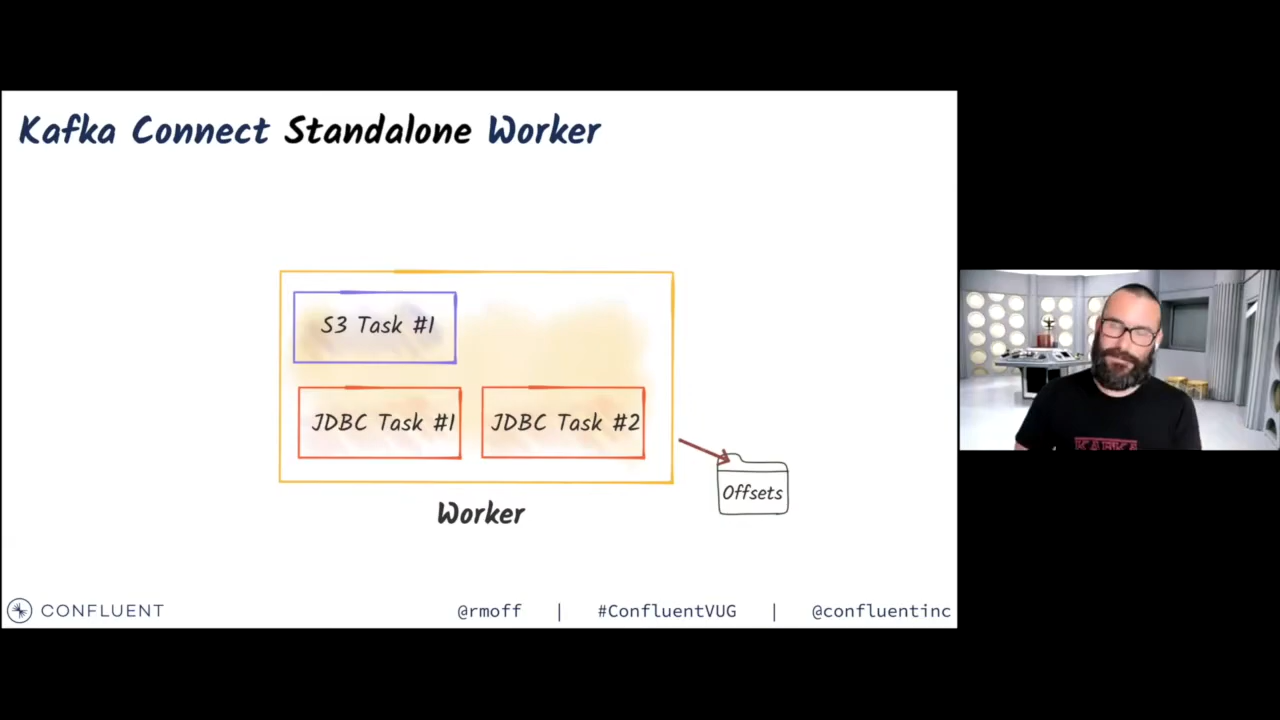 Kafka Connect Standalone Worker
S3 Task #1
JDBC Task #1
JDBC Task #2
Offsets
Worker
CONFLUENT
@rmoff | #ConfluentVUG | @confluentinc
KAFKA